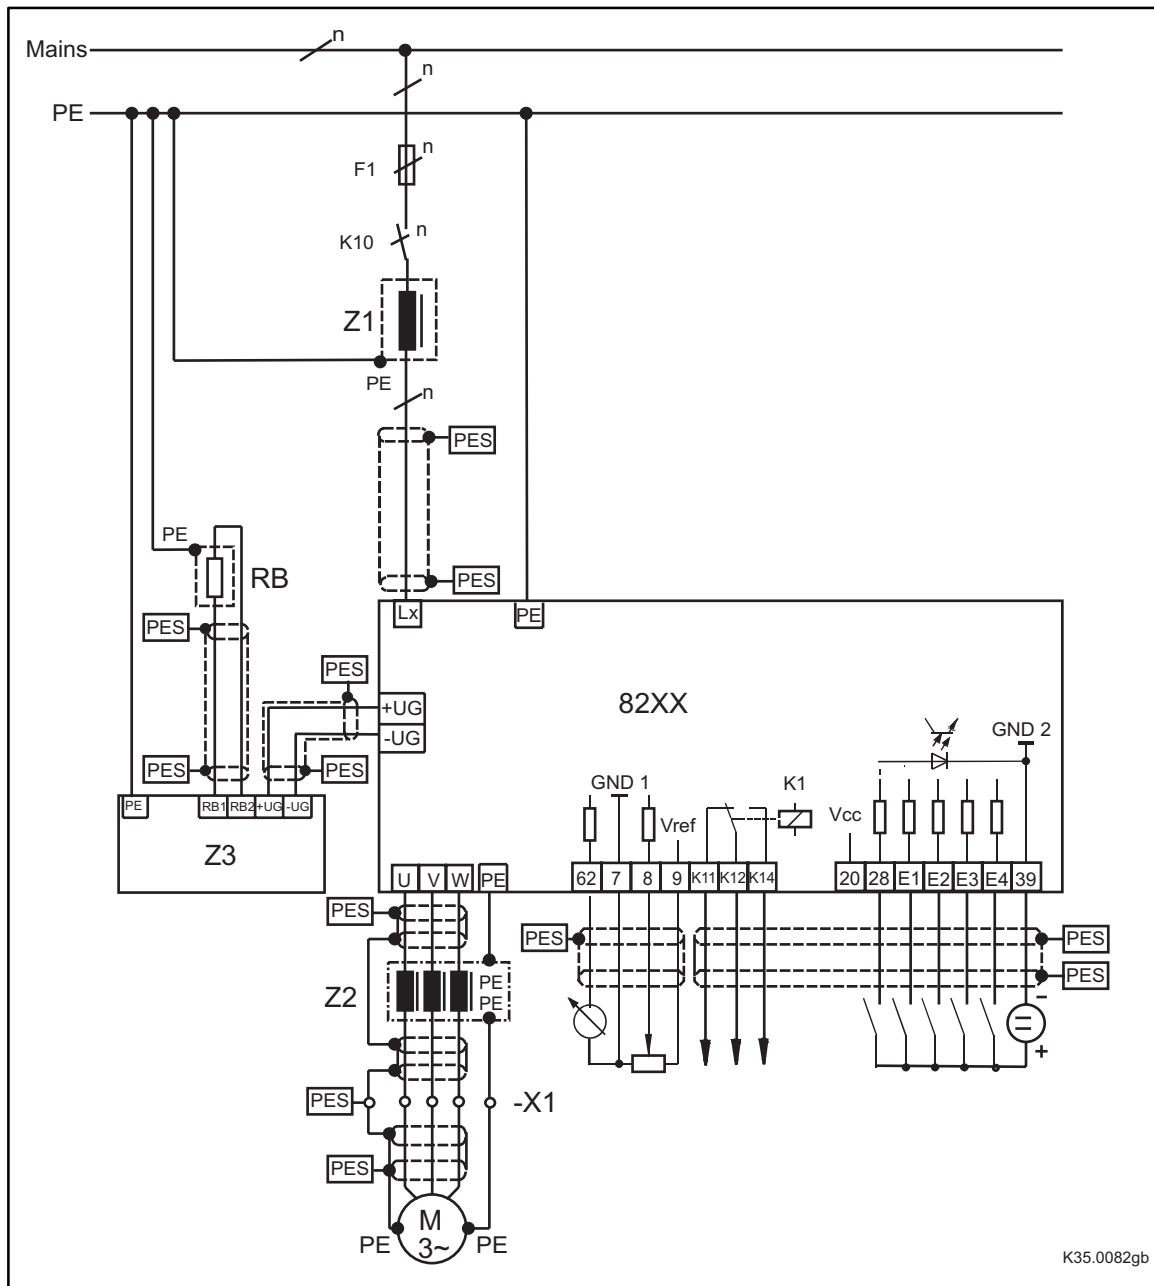 Mains
n
n
PE
F1
n
K10
n
Z1
PE
n
PES
PE
RB
PES
Lx
PE
PES
PES
+UG
82XX
-UG
GND 2
PES
PES
GND 1
K1
PE
RB1
RB2
+UG
-UG
Vref
Vcc
Z3
U
V
W
PE
62
7
8
9
K11
K12
K14
20
28
E1
E2
E3
E4
39
PES
PES
PES
PES
Z2
PE
PE
-
+
PES
-X1
PES
M
3~
PE
PE
K35.0082gb